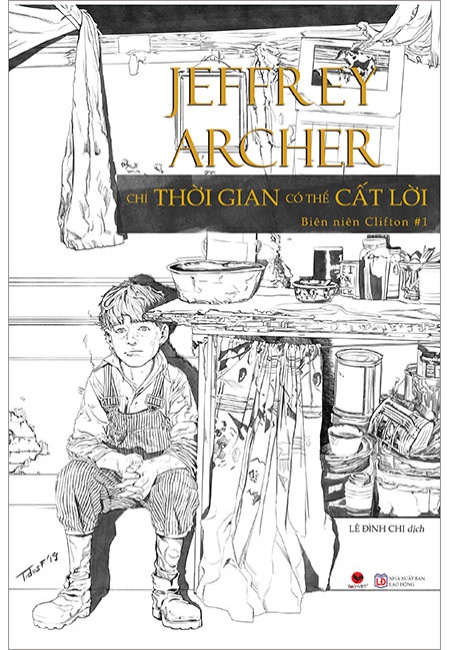 JEFFREY
ARCHER
CHỈ THỜI GIAN CÓ THỂ CẤT LỜI
Biên niên Clifton #1
LÊ ĐÌNH CHI dịch
LĐ
NHÀ XUẤT BẢN
LAO ĐỘNG